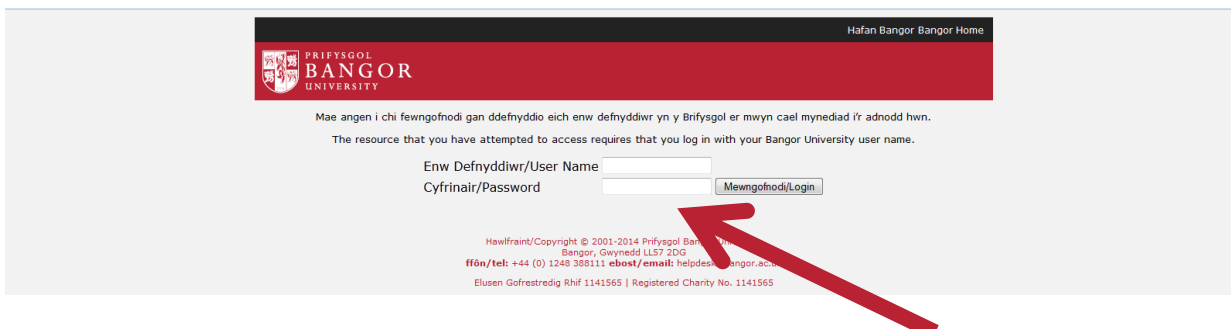 Hafan Bangor Bangor Home
PRIFYSGOL
BANGOR
UNIVERSITY
Mae angen i chi fewngofnodi gan ddefnyddio eich enw defnyddiwr yn y Brifysgol er mwyn cael mynediad i'r adnodd hwn.
The resource that you have attempted to access requires that you log in with your Bangor University user name.
Enw Defnyddiwr/User Name
Cyfrinair/Password Mewngofnodi/Login
Hawlfraint/Copyright © 2001-2014 Prifysgol
Bangor, Gwynedd LL57 2DG
ffôn/tel: +44 (0) 1248 388111 ebost/email:
Elusen Gofrestredig Rhif 1141565 | Registered Charity No. 1141565